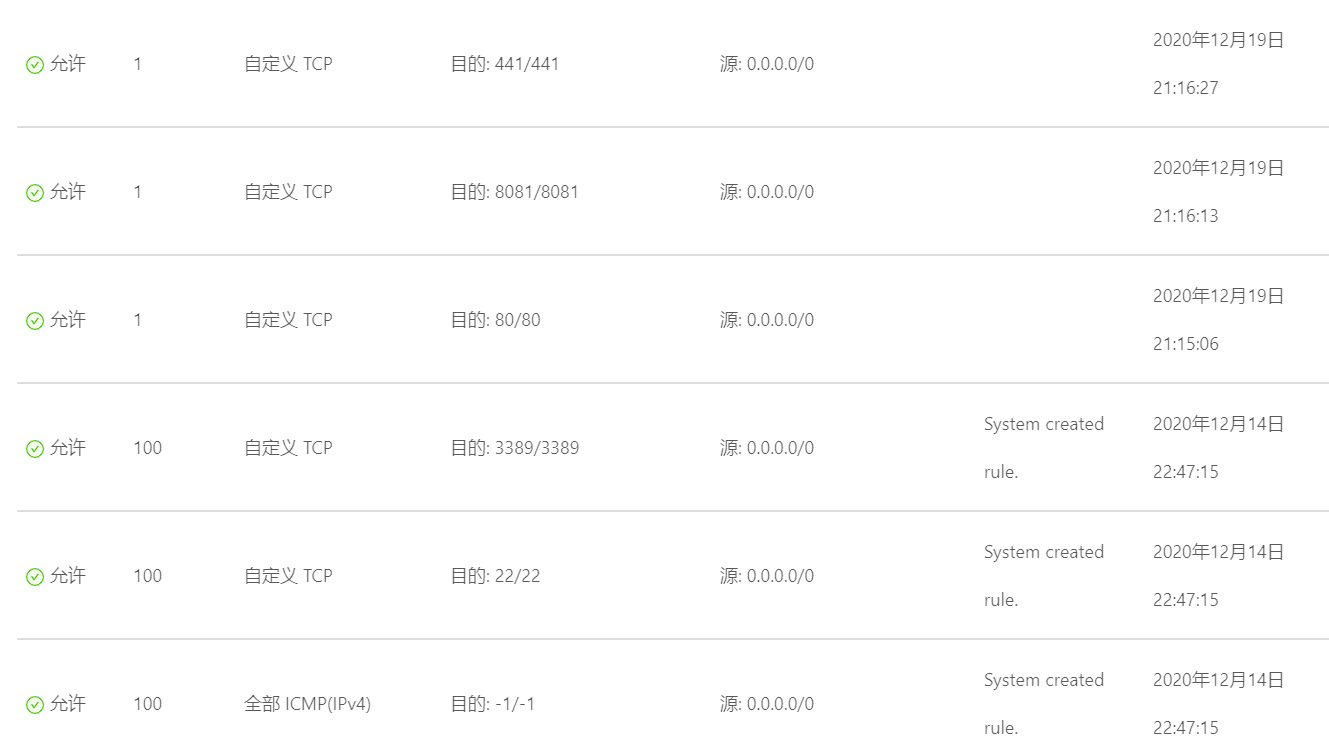 2020年12月19日
允许 1 自定义 TCP 目的: 441/441 源: 0.0.0.0/0
21:16:27
2020年12月19日
允许 1 自定义 TCP 目的: 8081/8081 源: 0.0.0.0/0
21:16:13
2020年12月19日
允许 1 自定义 TCP 目的: 80/80 源: 0.0.0.0/0
21:15:06
System created 2020年12月14日
允许 100 自定义 TCP 目的: 3389/3389 源: 0.0.0.0/0
rule. 22:47:15
System created 2020年12月14日
允许 100 自定义 TCP 目的: 22/22 源: 0.0.0.0/0
rule. 22:47:15
System created 2020年12月14日
允许 100 全部 ICMP(IPv4) 目的: -1/-1 源: 0.0.0.0/0
rule. 22:47:15